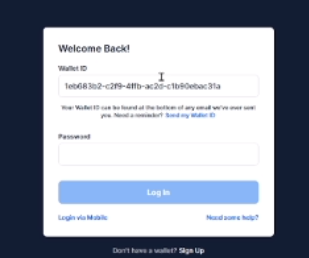 Welcome Back!
Wallet ID
1eb683b2-c2f9-4ffb-ac2d-c1b90ebac31a
Your Wallet ID can be found at the bottom of any email we've ever sent
you. Need a reminder? Send my Wallet ID
Password
Log In
Login via Mobile
Need some help?
Don't have a wallet? Sign Up